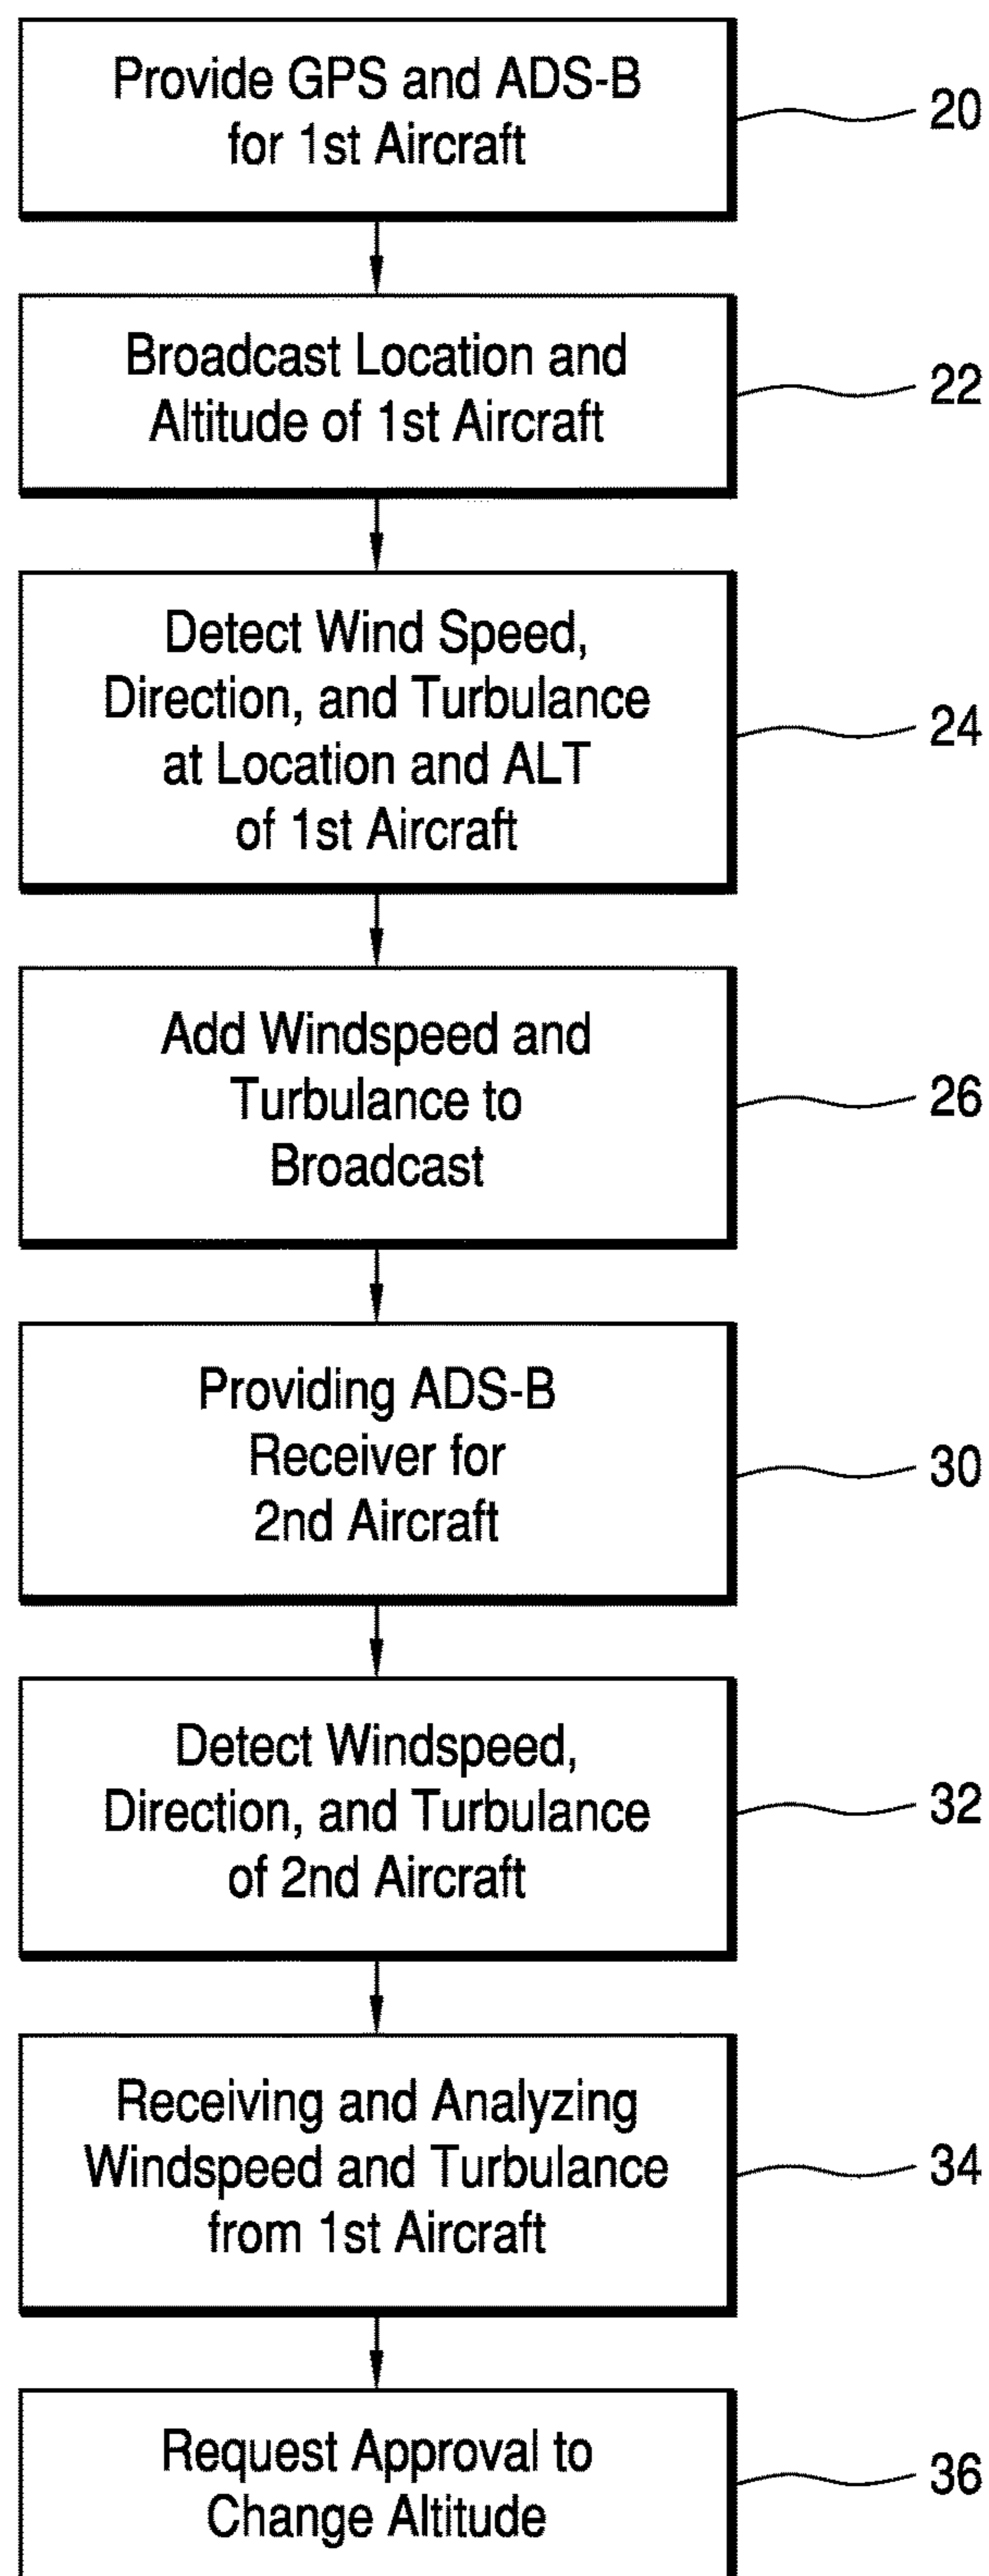 Provide GPS and ADS-B
for 1st Aircraft
20
Broadcast Location and
Altitude of 1st Aircraft
22
Detect Wind Speed,
Direction, and Turbulance
at Location and ALT
of 1st Aircraft
24
Add Windspeed and
Turbulance to
Broadcast
26
Providing ADS-B
Receiver for
2nd Aircraft
30
Detect Windspeed,
Direction, and Turbulance
of 2nd Aircraft
32
Receiving and Analyzing
Windspeed and Turbulance
from 1st Aircraft
34
Request Approval to
Change Altitude
36